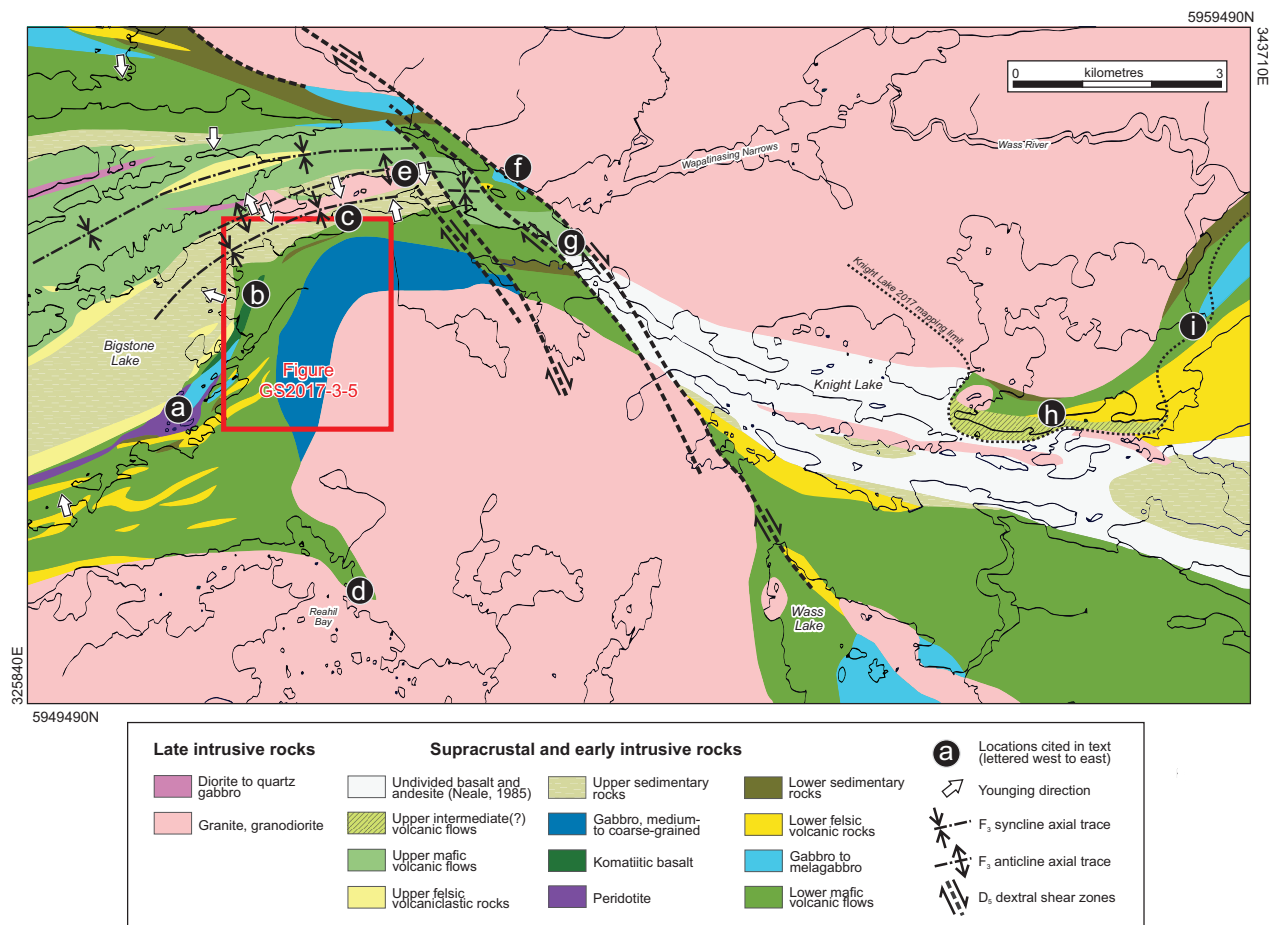 5959490N
343710E
0 kilometres 3
Wass River
Wapatinasing Narrows
f
e
c
g
b
Knight Lake 2017 mapping limit
i
Bigstone
Lake
Figure
GS2017-3-5
Knight Lake
a
h
d
Reahil
Bay
Wass
Lake
325840E
5949490N
Late intrusive rocks
Diorite to quartz
gabbro
Granite, granodiorite
Supracrustal and early intrusive rocks
Undivided basalt and
andesite (Neale, 1985)
Upper intermediate(?)
volcanic flows
Upper mafic
volcanic flows
Upper felsic
volcaniclastic rocks
Upper sedimentary
rocks
Gabbro, medium-
to coarse-grained
Komatiitic basalt
Peridotite
Lower sedimentary
rocks
Lower felsic
volcanic rocks
Gabbro to
melagabbro
Lower mafic
volcanic flows
a
Locations cited in text
(lettered west to east)
Younging direction
F₃ syncline axial trace
F₃ anticline axial trace
D₅ dextral shear zones